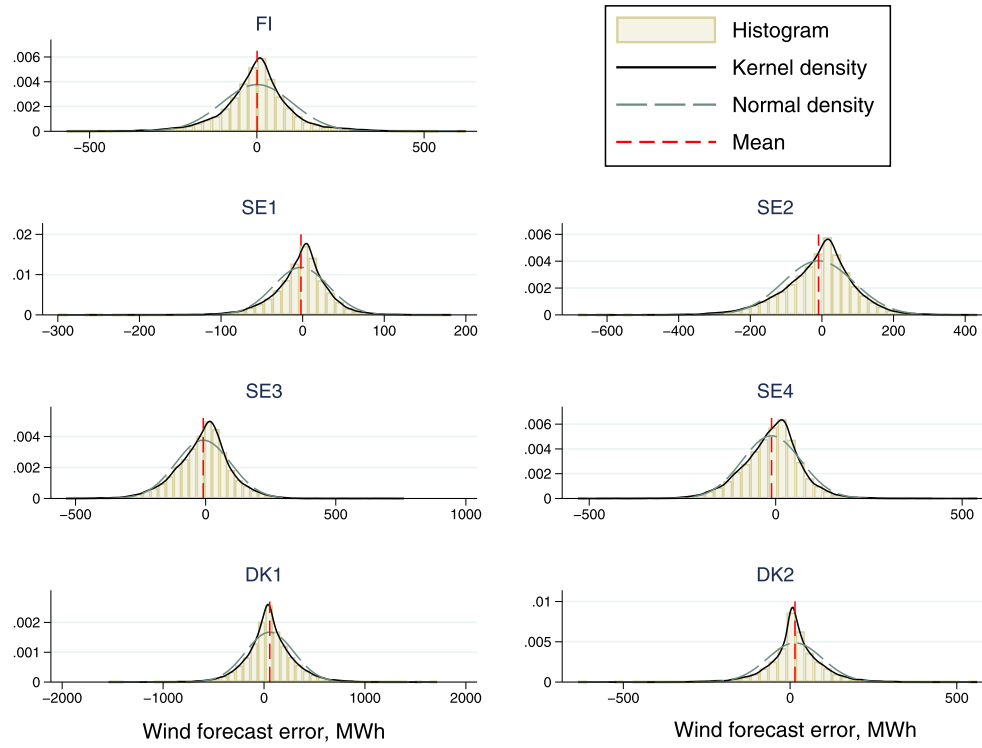 FI
.006
.004
.002
0
−500 0 500
Histogram
Kernel density
Normal density
Mean
SE1
.02
.01
0
−300 −200 −100 0 100 200
SE2
.006
.004
.002
0
−600 −400 −200 0 200 400
SE3
.004
.002
0
−500 0 500 1000
SE4
.006
.004
.002
0
−500 0 500
DK1
.002
.001
0
−2000 −1000 0 1000 2000
Wind forecast error, MWh
DK2
.01
.005
0
−500 0 500
Wind forecast error, MWh